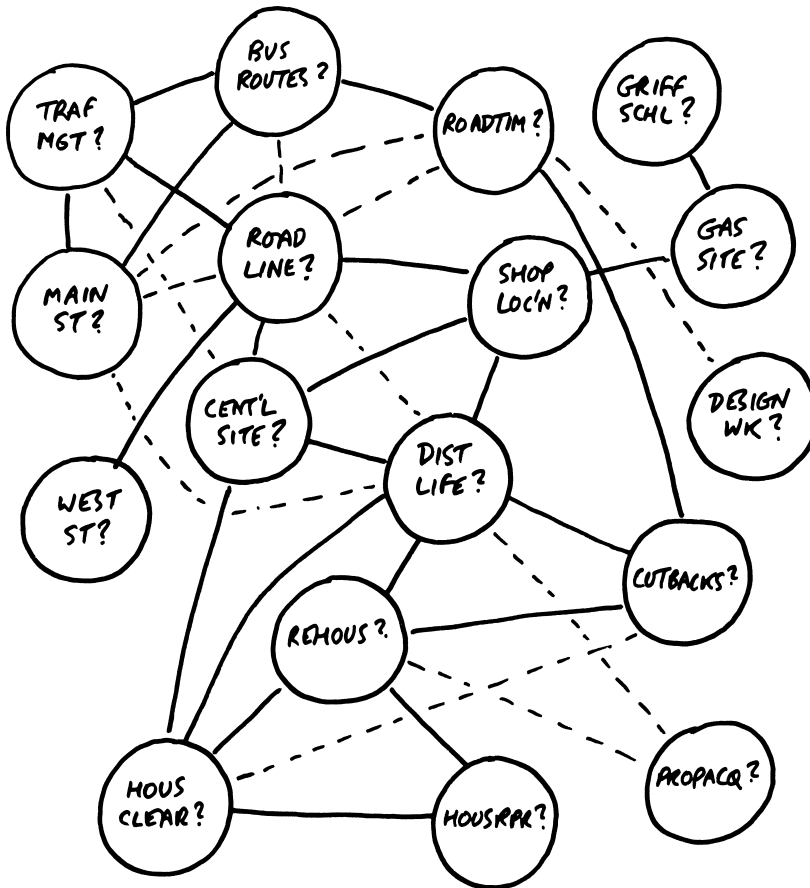 BUS
ROUTES?
TRAF
MGT?
ROADTIM?
GRIFF
SCHL?
ROAD
LINE?
GAS
SITE?
MAIN
ST?
SHOP
LOC'N?
CENT'L
SITE?
DESIGN
WK?
DIST
LIFE?
WEST
ST?
CUTBACKS?
REHOUS?
HOUS
CLEAR?
HOUSRPR?
PROPACQ?